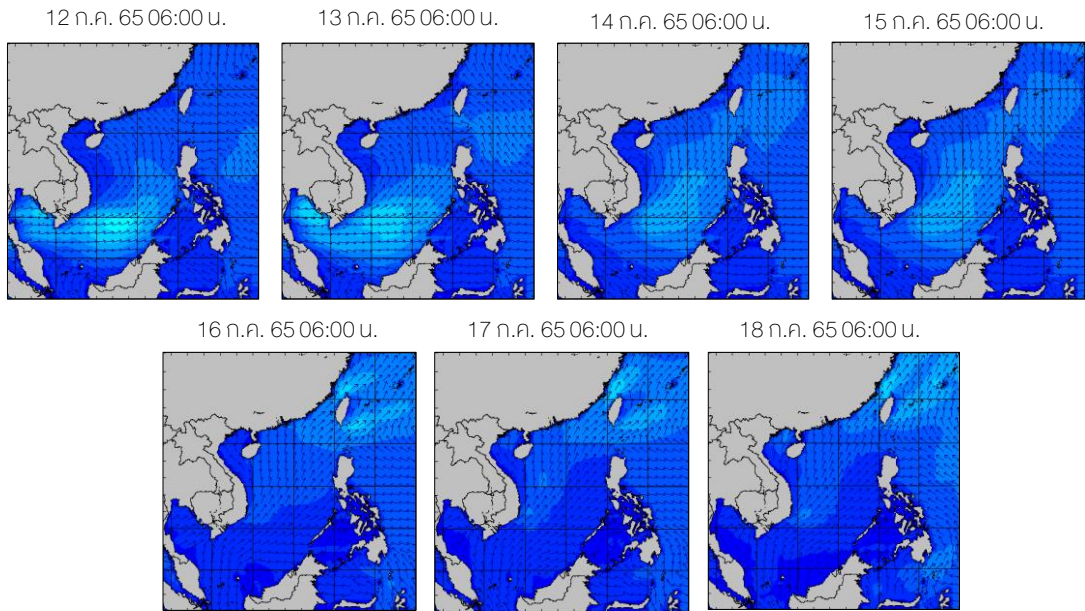 12 ก.ค. 65 06:00 น.
13 ก.ค. 65 06:00 น.
14 ก.ค. 65 06:00 น.
15 ก.ค. 65 06:00 น.
16 ก.ค. 65 06:00 น.
17 ก.ค. 65 06:00 น.
18 ก.ค. 65 06:00 น.